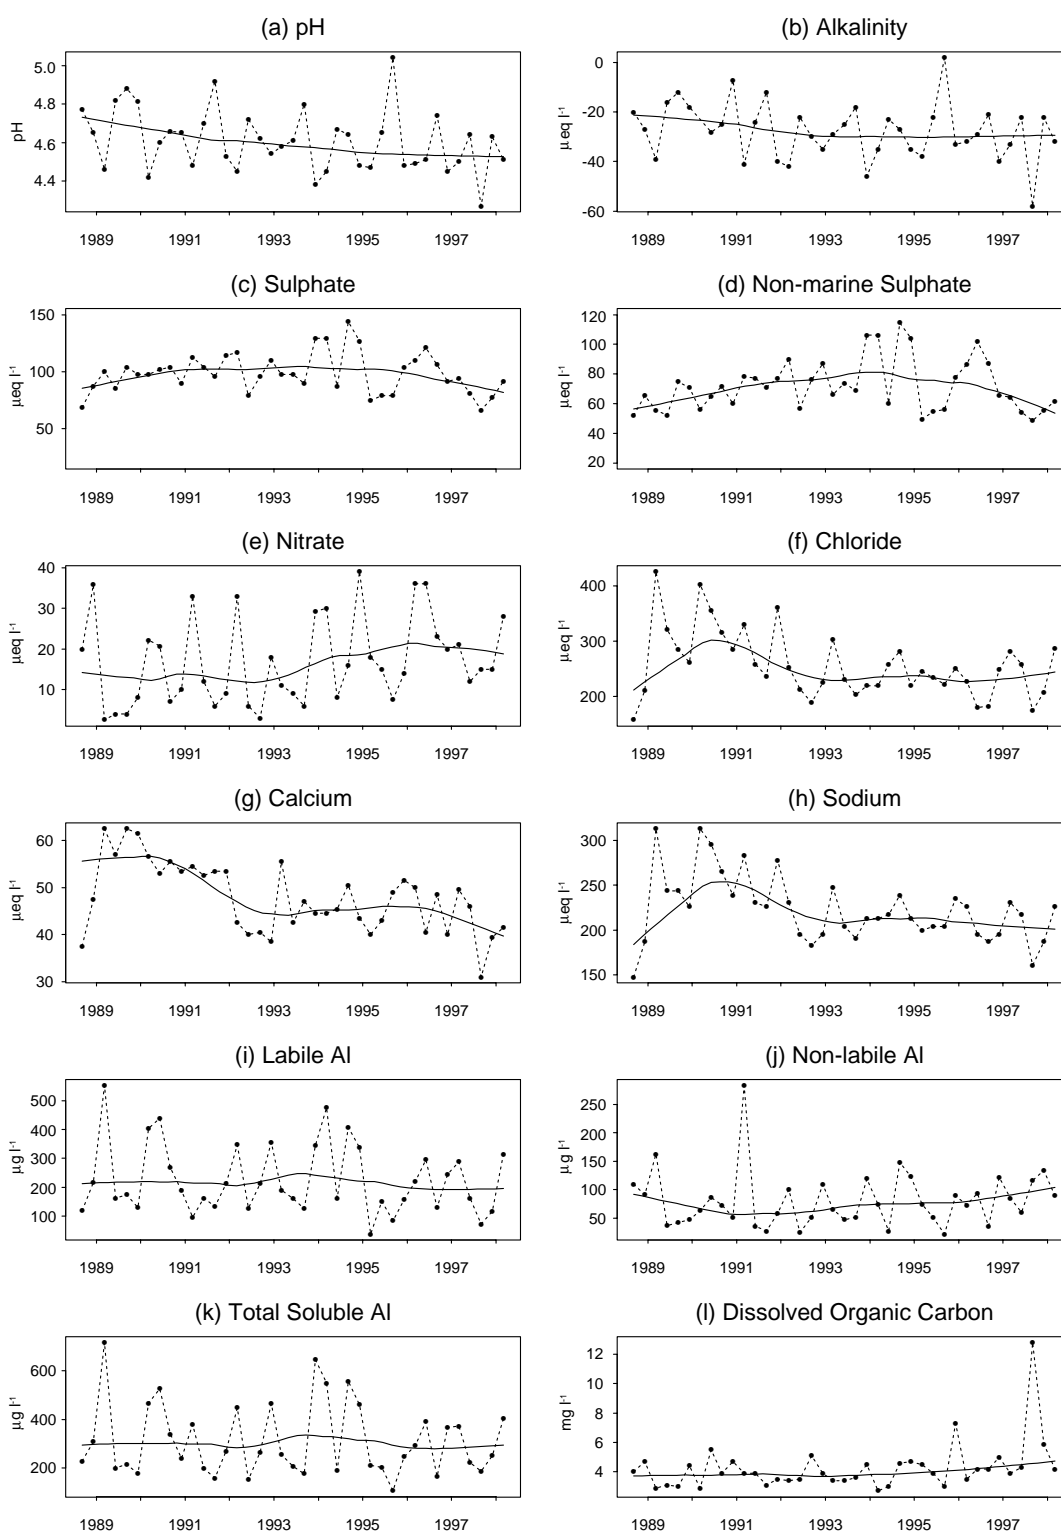 (a) pH
pH
5.0
4.8
4.6
4.4
1989 1991 1993 1995 1997
(b) Alkalinity
µeq l-1
0
-20
-40
-60
1989 1991 1993 1995 1997
(c) Sulphate
µeq l-1
150
100
50
1989 1991 1993 1995 1997
(d) Non-marine Sulphate
µeq l-1
120
100
80
60
40
20
1989 1991 1993 1995 1997
(e) Nitrate
µeq l-1
40
30
20
10
1989 1991 1993 1995 1997
(f) Chloride
µeq l-1
400
300
200
1989 1991 1993 1995 1997
(g) Calcium
µeq l-1
60
50
40
30
1989 1991 1993 1995 1997
(h) Sodium
µeq l-1
300
250
200
150
1989 1991 1993 1995 1997
(i) Labile Al
µg l-1
500
400
300
200
100
1989 1991 1993 1995 1997
(j) Non-labile Al
µg l-1
250
200
150
100
50
1989 1991 1993 1995 1997
(k) Total Soluble Al
µg l-1
600
400
200
1989 1991 1993 1995 1997
(l) Dissolved Organic Carbon
mg l-1
12
10
8
6
4
1989 1991 1993 1995 1997